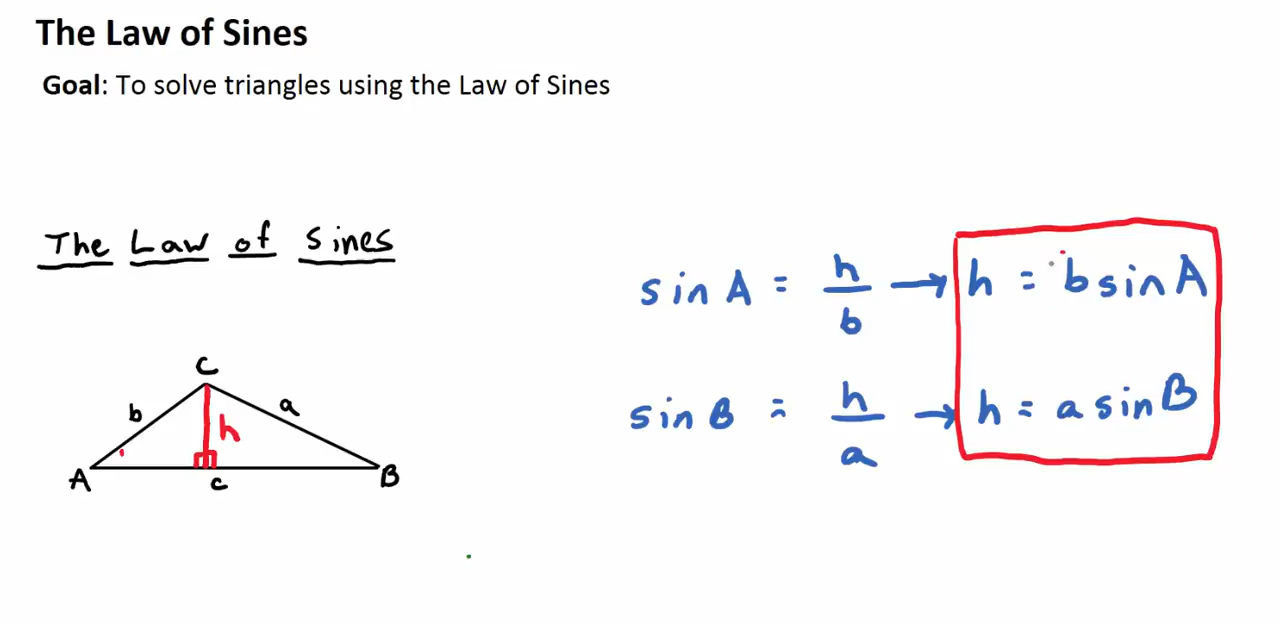 The Law of Sines
Goal: To solve triangles using the Law of Sines
The Law of Sines
sin A = h/b → h = b sin A
C
b
a
h
sin B = h/a → h = a sin B
A
c
B